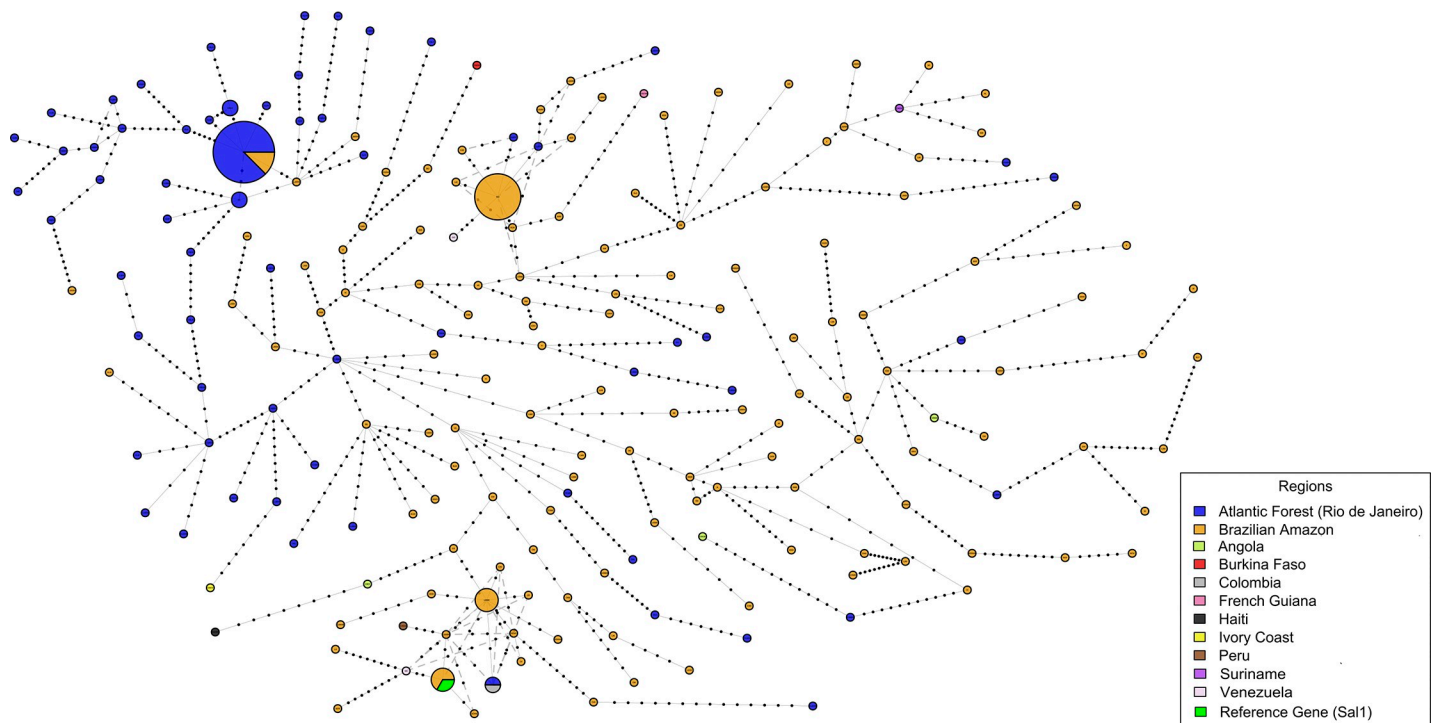 Regions
Atlantic Forest (Rio de Janeiro)
Brazilian Amazon
Angola
Burkina Faso
Colombia
French Guiana
Haiti
Ivory Coast
Peru
Suriname
Venezuela
Reference Gene (Sal1)